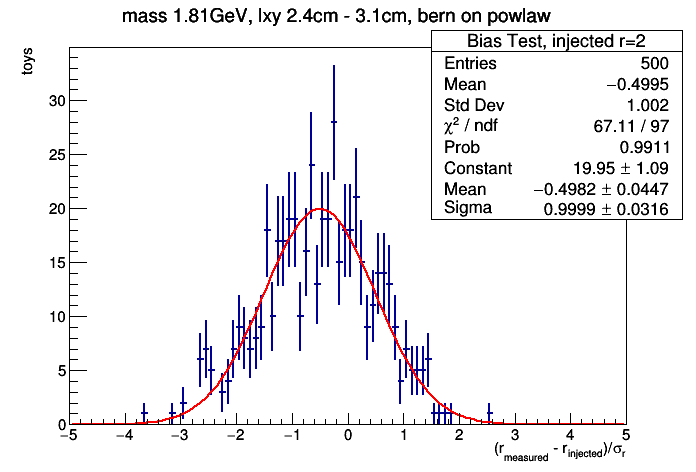 mass 1.81GeV, lxy 2.4cm - 3.1cm, bern on powlaw
Bias Test, injected r=2
Entries 500
Mean −0.4995
Std Dev 1.002
χ² / ndf 67.11 / 97
Prob 0.9911
Constant 19.95 ± 1.09
Mean −0.4982 ± 0.0447
Sigma 0.9999 ± 0.0316
toys
30
25
20
15
10
5
0
−5 −4 −3 −2 −1 0 1 2 3 4 5
(r_measured - r_injected)/σ_r